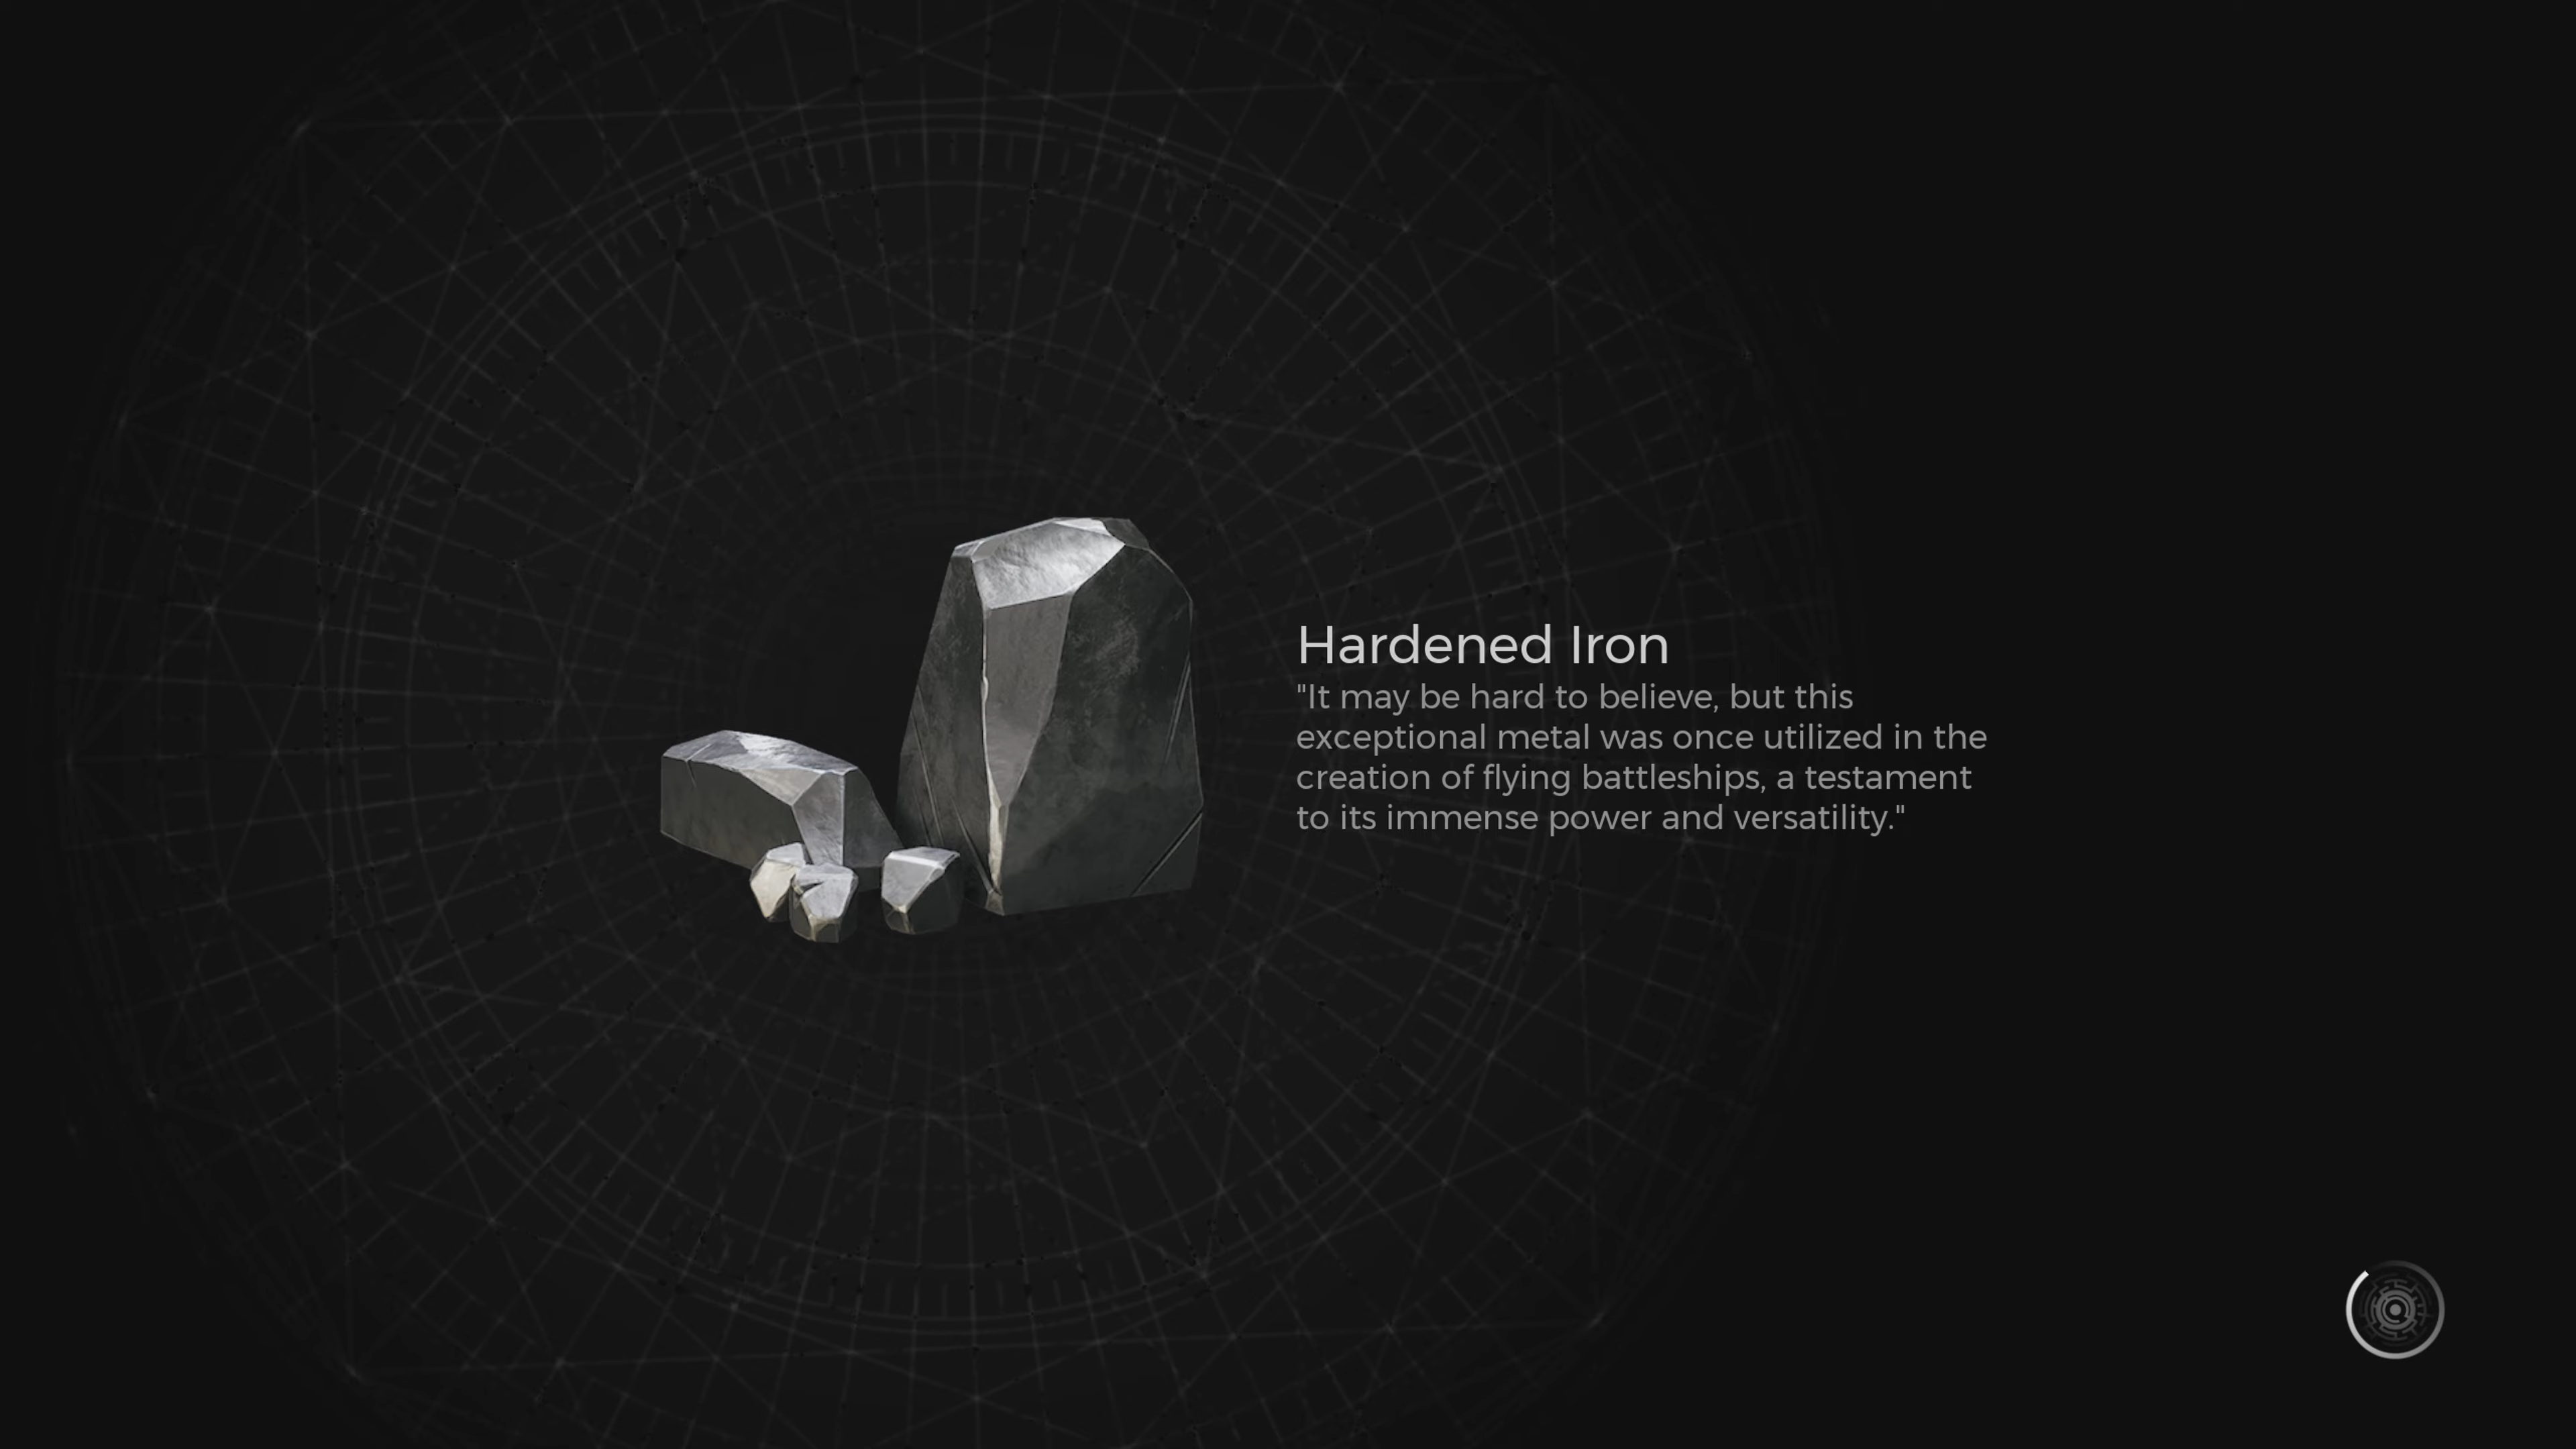 Hardened Iron
"It may be hard to believe, but this
exceptional metal was once utilized in the
creation of flying battleships, a testament
to its immense power and versatility."